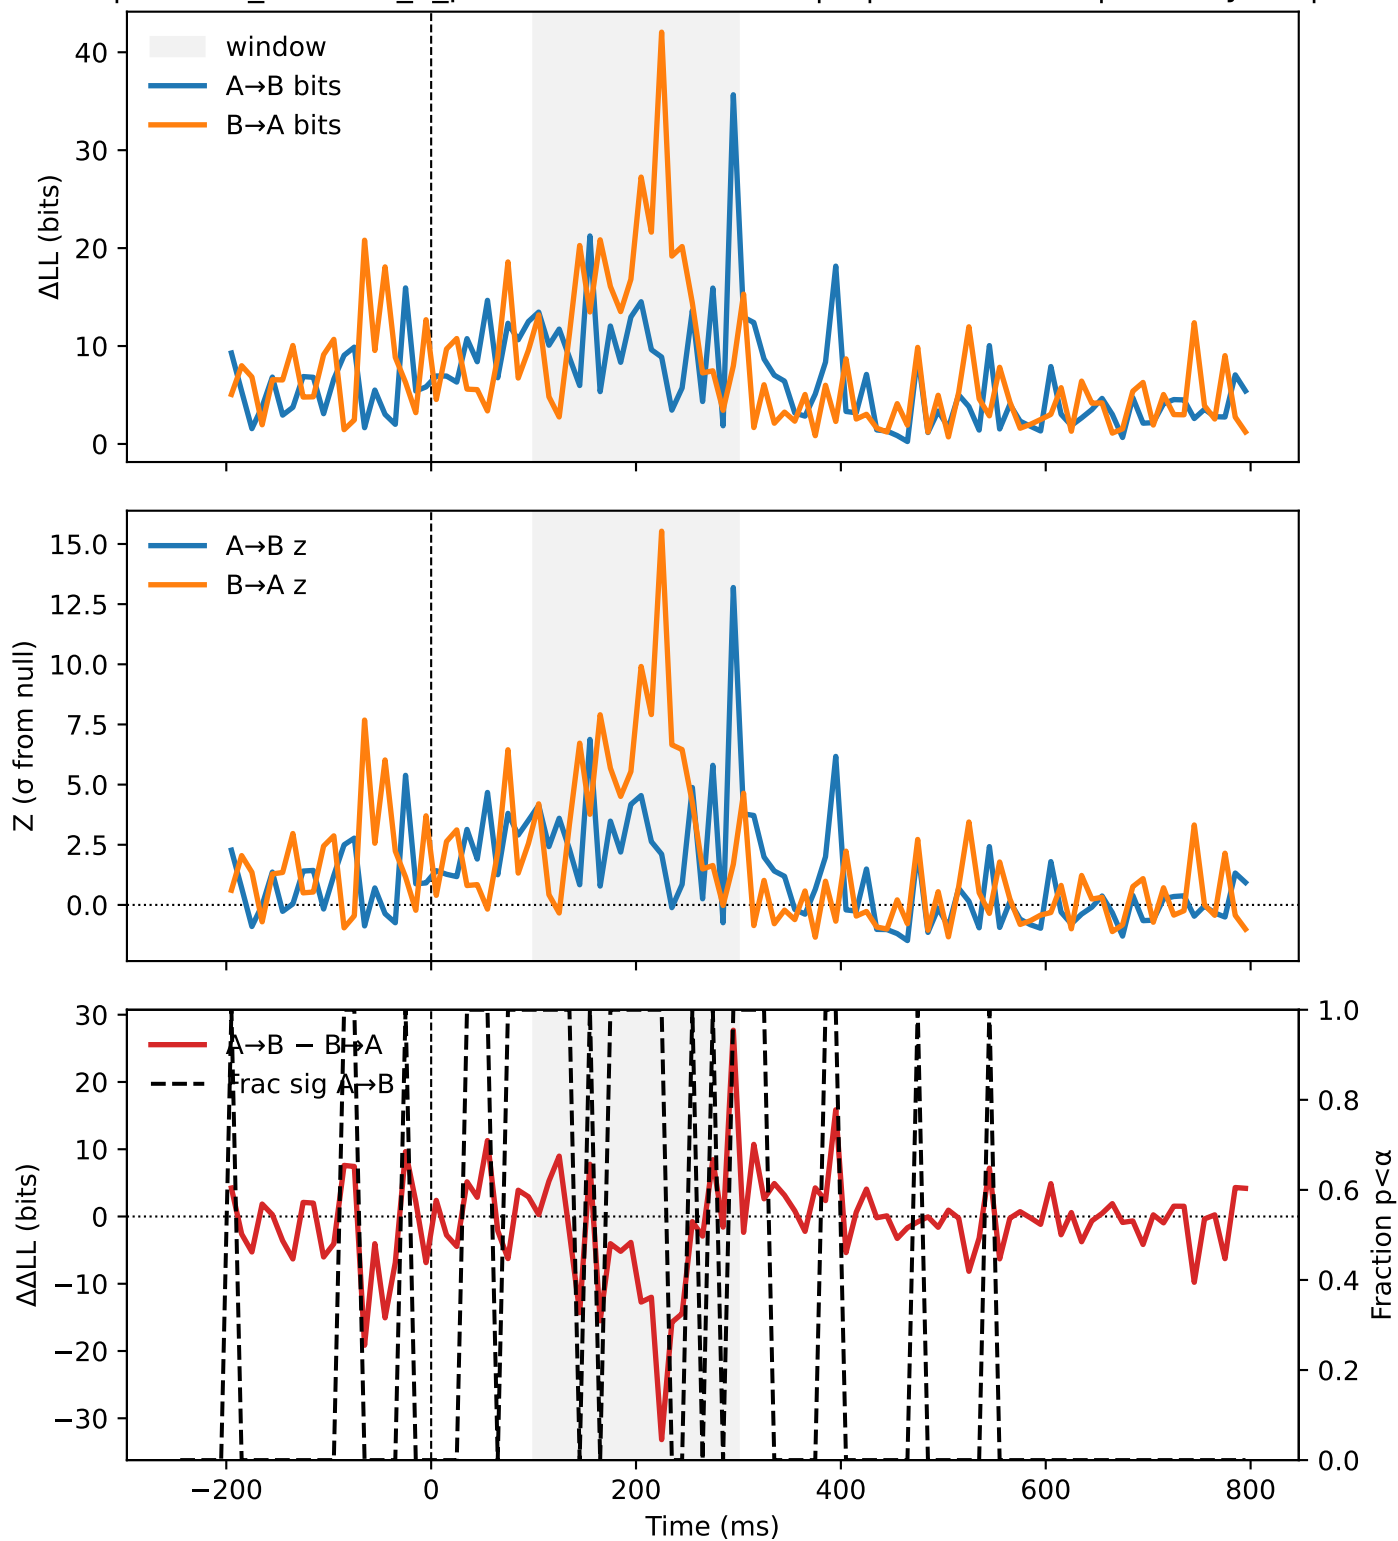 40
30
20
10
0
ΔLL (bits)
window
A→B bits
B→A bits
15.0
12.5
10.0
7.5
5.0
2.5
0.0
Z (σ from null)
A→B z
B→A z
30
20
10
0
−10
−20
−30
ΔΔLL (bits)
A→B − B→A
frac sig A→B
1.0
0.8
0.6
0.4
0.2
0.0
Fraction p<α
−200 0 200 400 600 800
Time (ms)